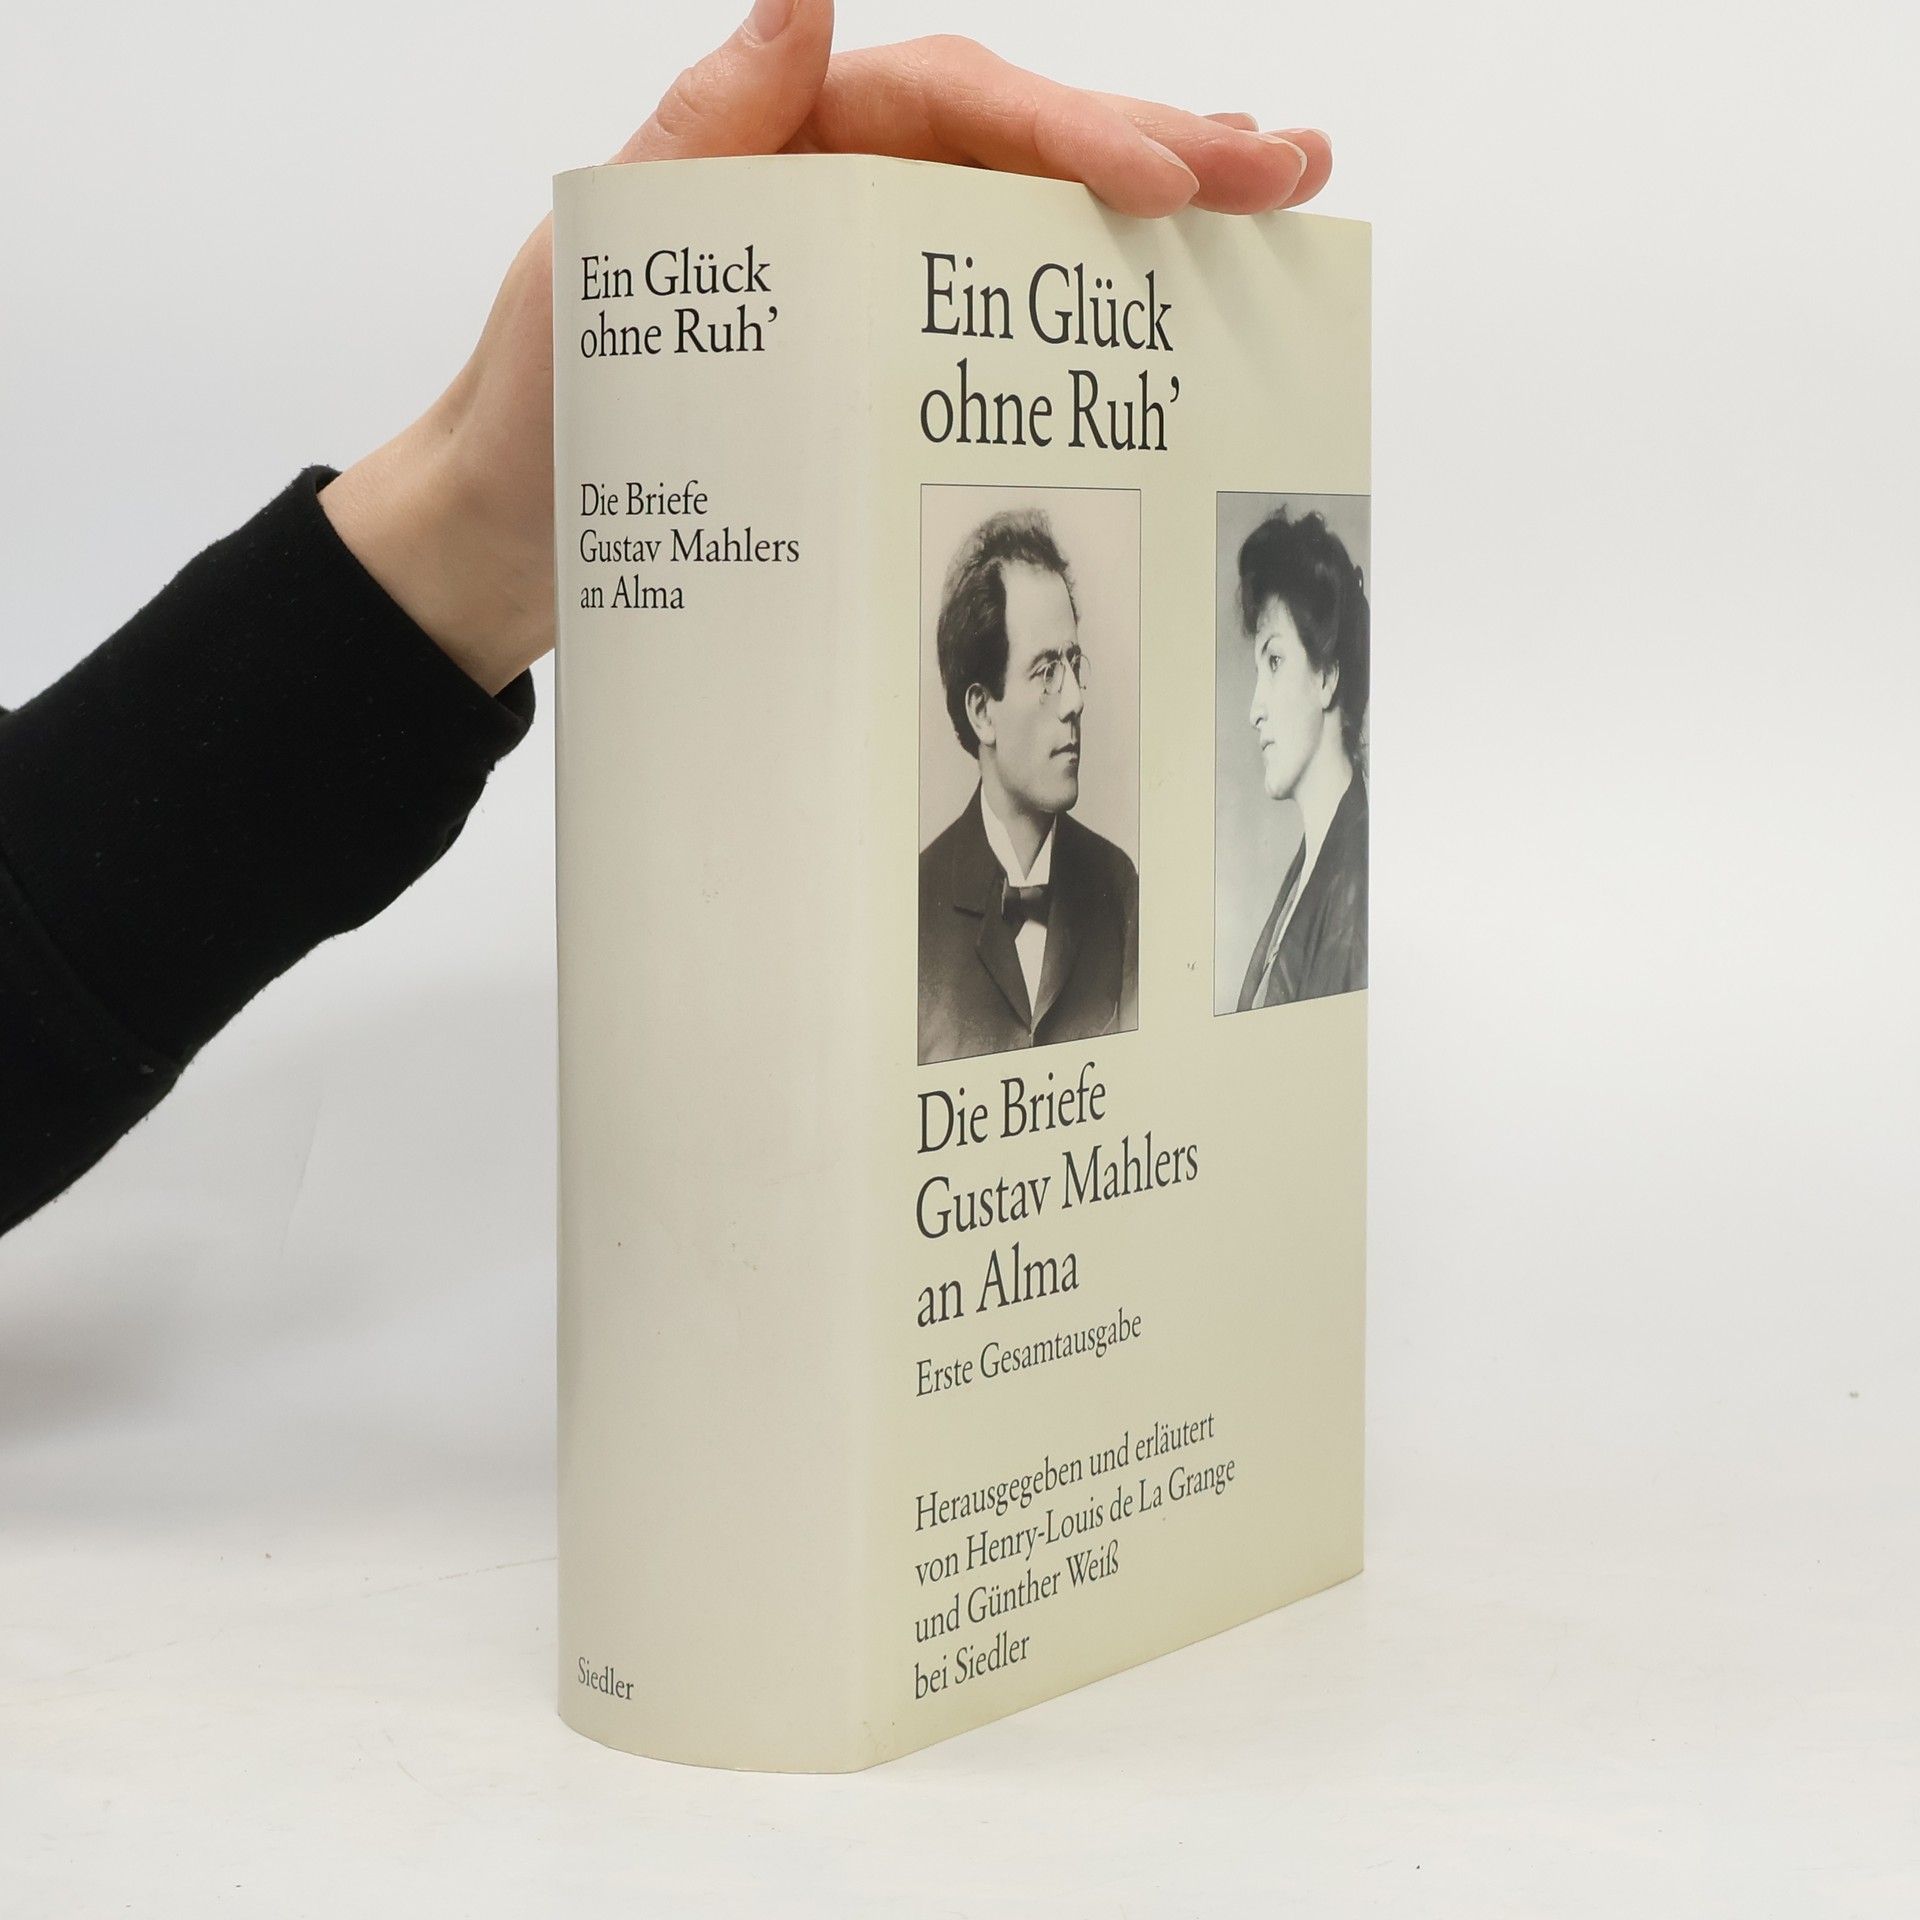 Ein Glück
ohne Ruh’
Die Briefe
Gustav Mahlers
an Alma
Siedler
Ein Glück
ohne Ruh’
Die Briefe
Gustav Mahlers
an Alma
Erste Gesamtausgabe
Herausgegeben und erläutert
von Henry-Louis de La Grange
und Günther Weiß
bei Siedler